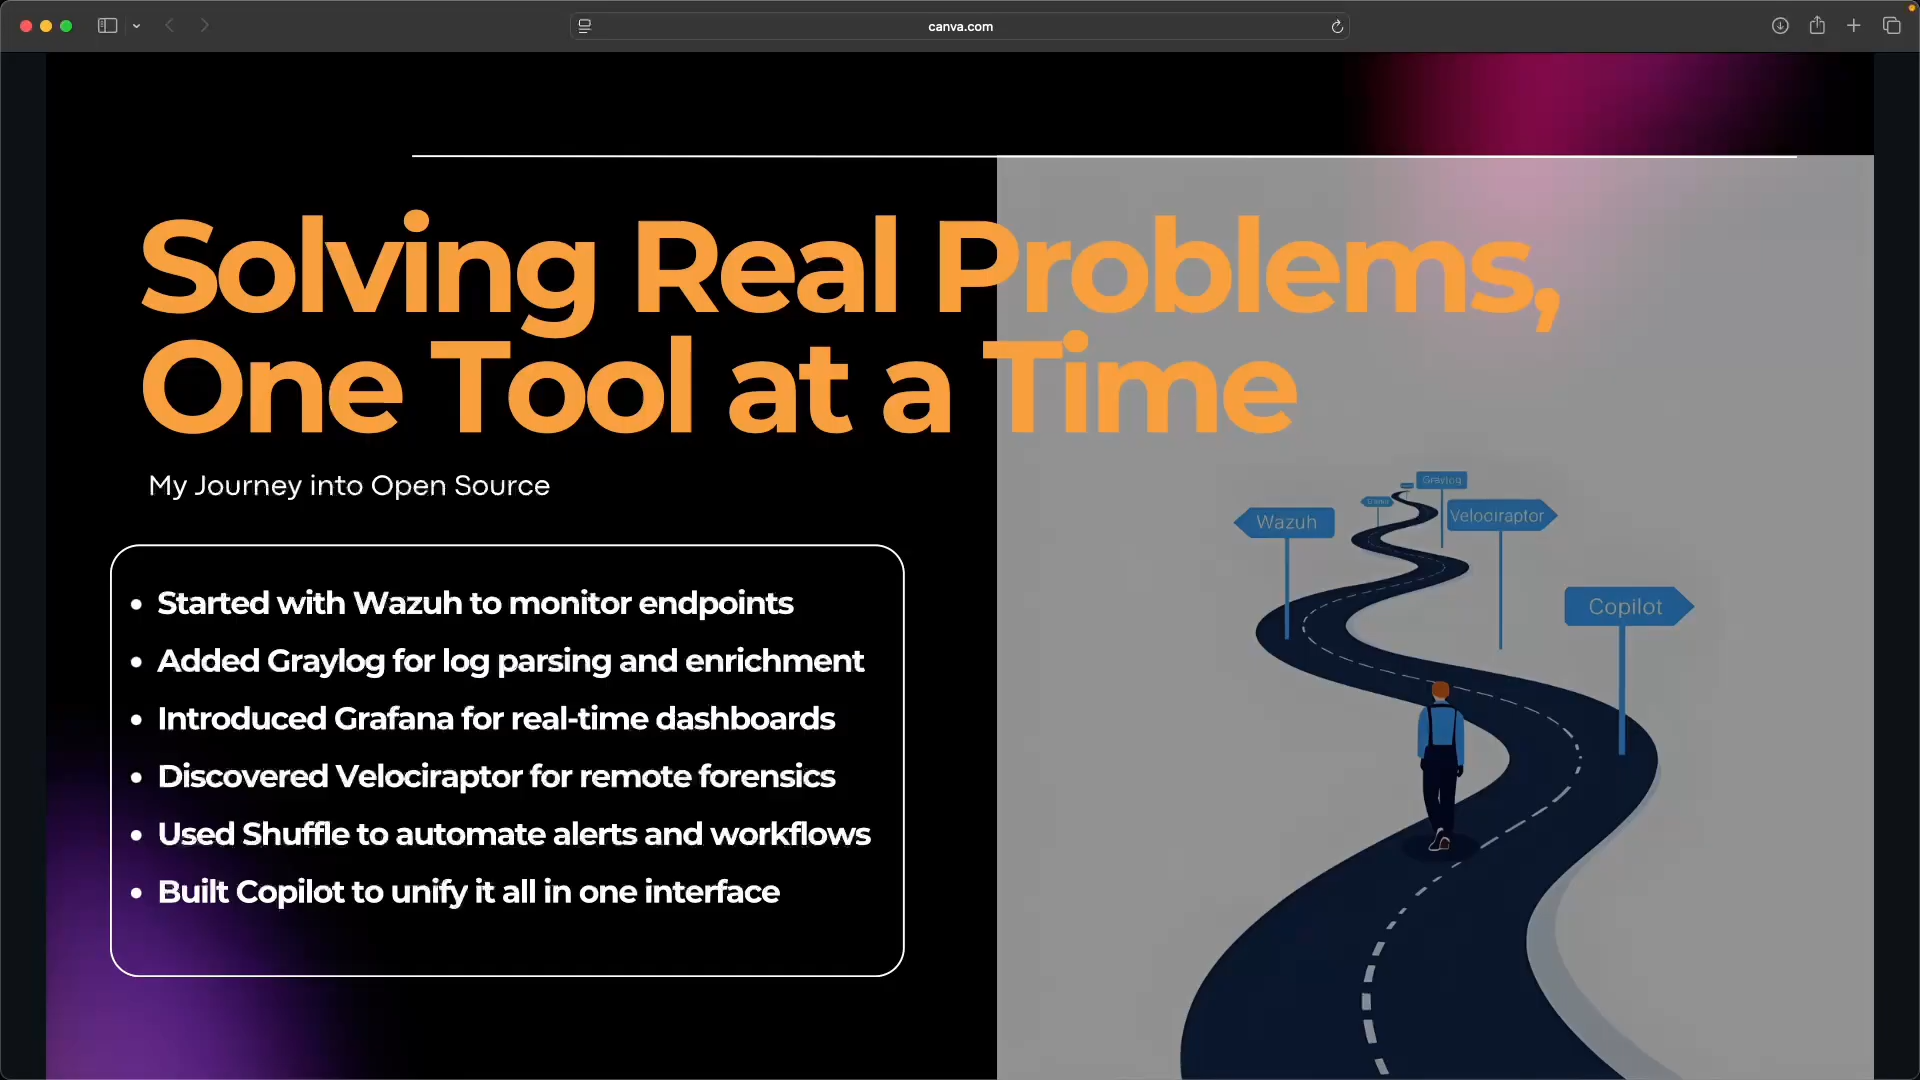 canva.com
Solving Real Problems,
One Tool at a Time
My Journey into Open Source
• Started with Wazuh to monitor endpoints
• Added Graylog for log parsing and enrichment
• Introduced Grafana for real-time dashboards
• Discovered Velociraptor for remote forensics
• Used Shuffle to automate alerts and workflows
• Built Copilot to unify it all in one interface
Graylog
Wazuh
Velociraptor
Copilot